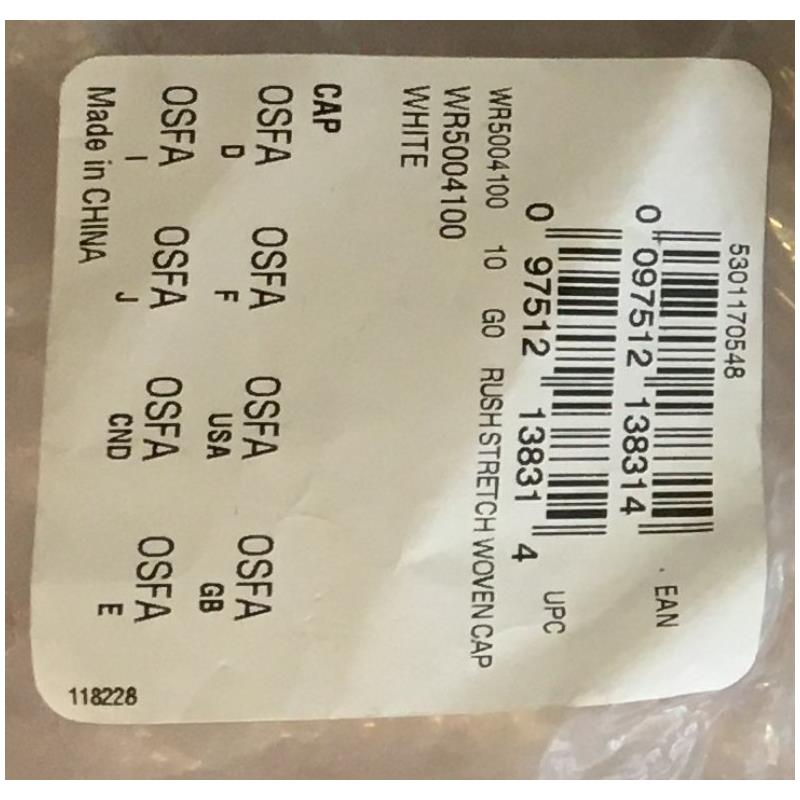 5301170548
0 097512 138314
EAN
0 97512 13831 4
UPC
WR5004100 10 GO RUSH STRETCH WOVEN CAP
WR5004100
WHITE
CAP
OSFA OSFA OSFA OSFA
D F USA GB
OSFA OSFA OSFA OSFA
I J CND E
Made in CHINA
118228